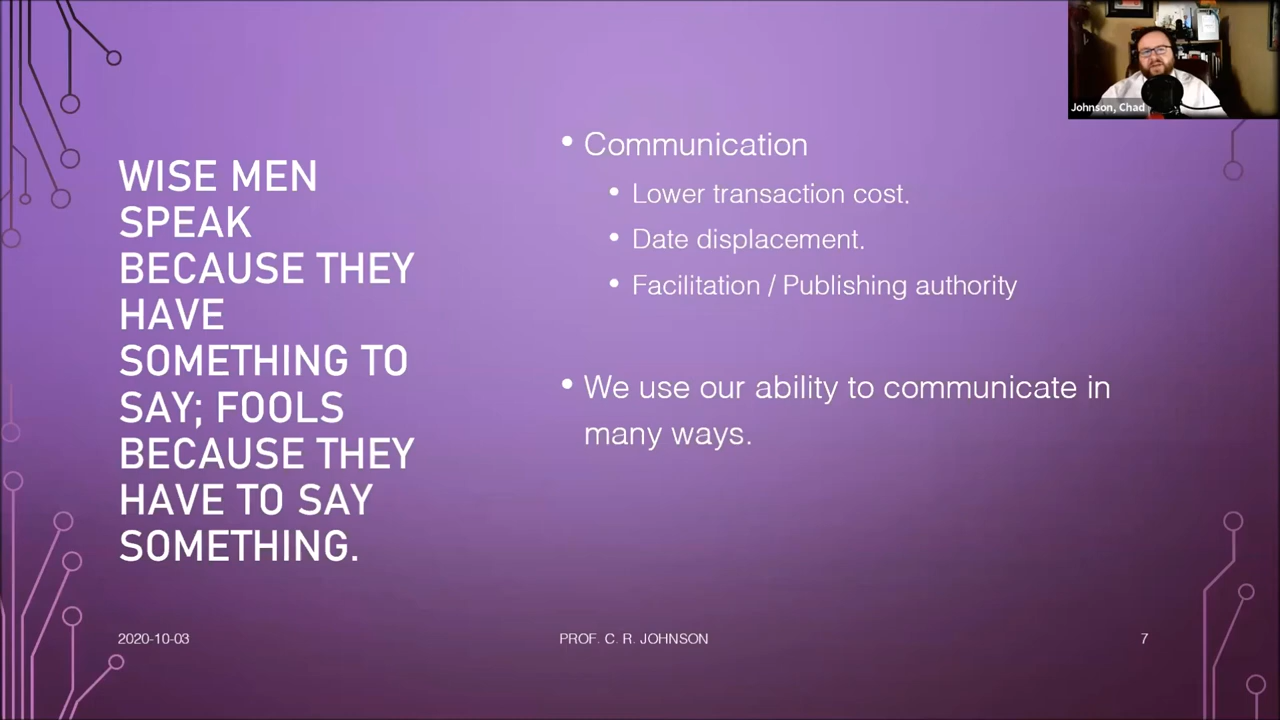 Johnson, Chad
WISE MEN
SPEAK
BECAUSE THEY
HAVE
SOMETHING TO
SAY; FOOLS
BECAUSE THEY
HAVE TO SAY
SOMETHING.
• Communication
• Lower transaction cost.
• Date displacement.
• Facilitation / Publishing authority
• We use our ability to communicate in
many ways.
2020-10-03
PROF. C. R. JOHNSON
7